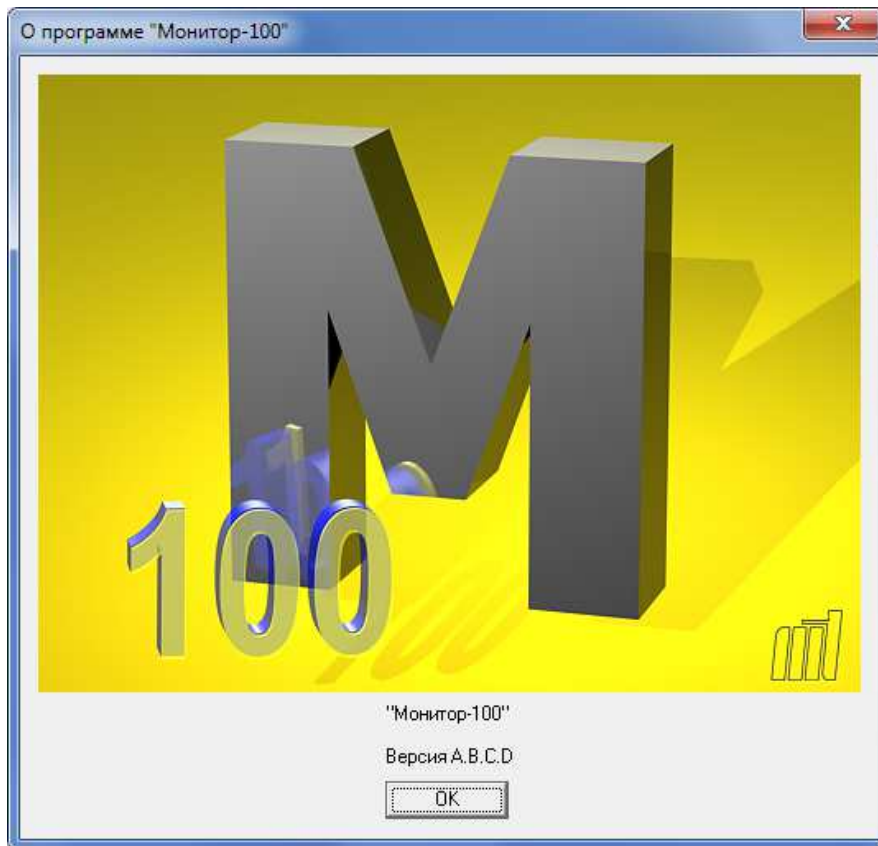 О программе "Монитор-100"
М
100
"Монитор-100"
Версия A.B.C.D
OK